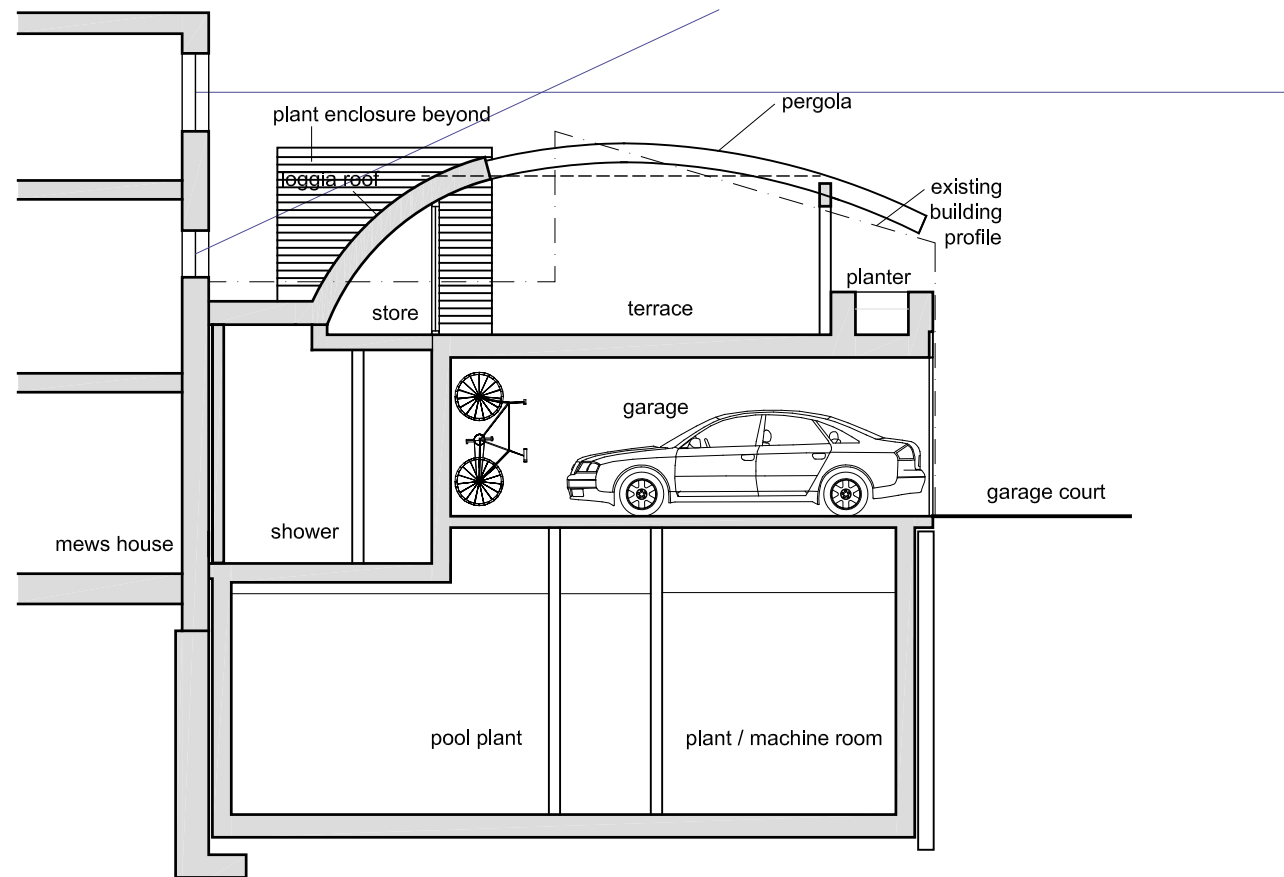 pergola
plant enclosure beyond
loggia roof
existing
building
profile
planter
store
terrace
garage
garage court
shower
mews house
pool plant
plant / machine room